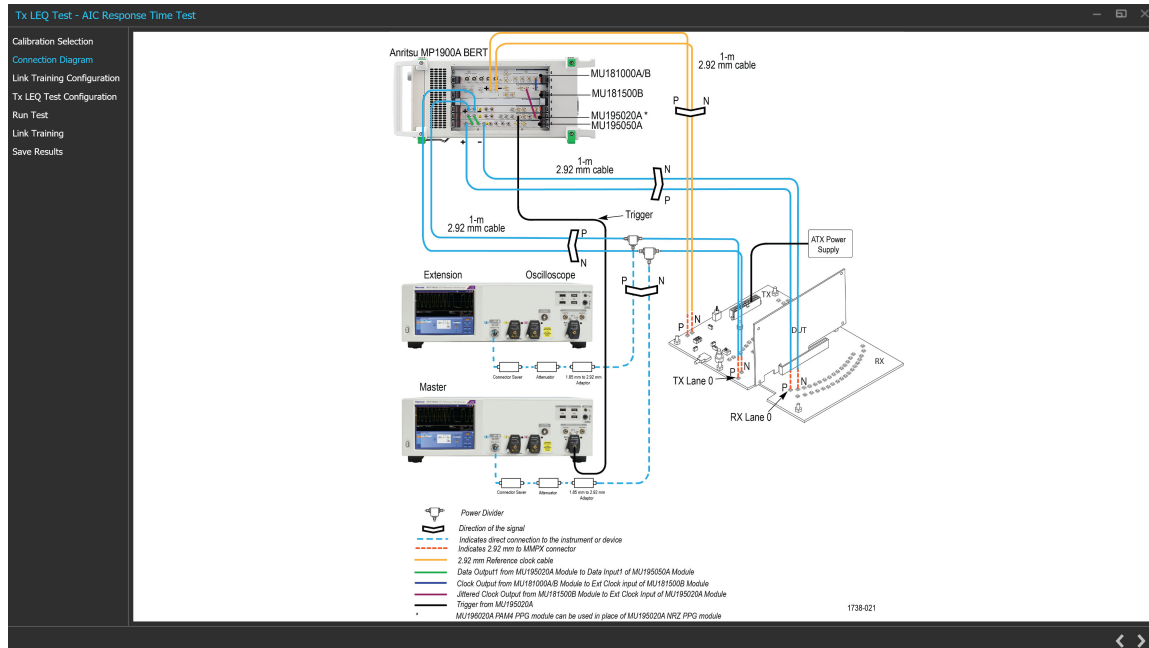 Tx LEQ Test - AIC Response Time Test
Calibration Selection
Connection Diagram
Link Training Configuration
Tx LEQ Test Configuration
Run Test
Link Training
Save Results
Anritsu MP1900A BERT
MU181000A/B
MU181500B
MU195020A *
MU195050A
+ -
1-m
2.92 mm cable
P N
1-m
2.92 mm cable
N
P
Trigger
1-m
2.92 mm cable
P
N
ATX Power
Supply
Extension
Oscilloscope
P N
TX
P N
DUT
RX
P N
TX Lane 0
P N
RX Lane 0
Connector Saver
Attenuator
1.85 mm to 2.92 mm
Adaptor
Master
Connector Saver
Attenuator
1.85 mm to 2.92 mm
Adaptor
Power Divider
Direction of the signal
Indicates direct connection to the instrument or device
Indicates 2.92 mm to MMPX connector
2.92 mm Reference clock cable
Data Output1 from MU195020A Module to Data Input1 of MU195050A Module
Clock Output from MU181000A/B Module to Ext Clock input of MU181500B Module
Jittered Clock Output from MU181500B Module to Ext Clock Input of MU195020A Module
Trigger from MU195020A
* MU196020A PAM4 PPG module can be used in place of MU195020A NRZ PPG module
1738-021